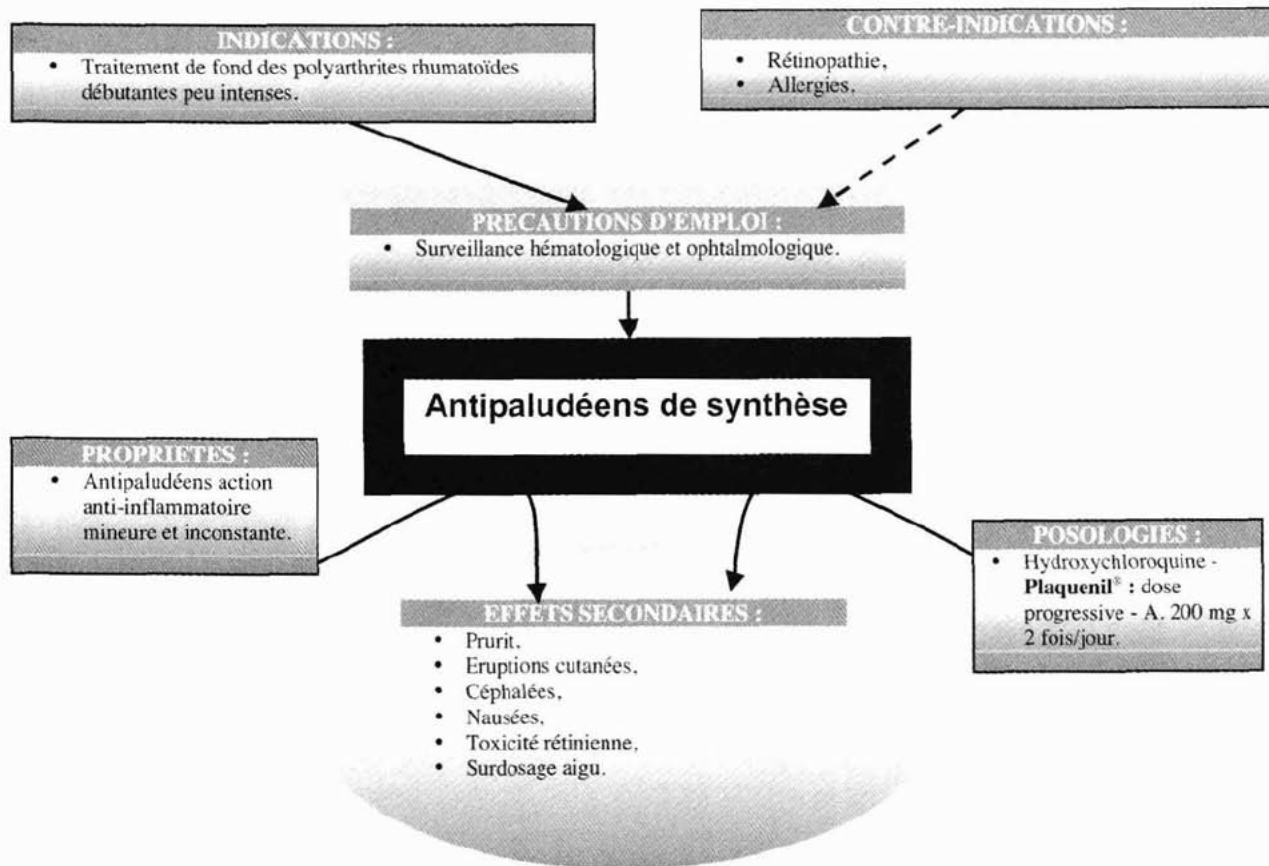 INDICATIONS :
• Traitement de fond des polyarthrites rhumatoïdes
débutantes peu intenses.
CONTRE-INDICATIONS :
• Rétinopathie,
• Allergies.
PRECAUTIONS D'EMPLOI :
• Surveillance hématologique et ophtalmologique.
Antipaludéens de synthèse
PROPRIETES :
• Antipaludéens action
anti-inflammatoire
mineure et inconstante.
POSOLOGIES :
• Hydroxychloroquine -
Plaquenil® : dose
progressive - A. 200 mg x
2 fois/jour.
EFFETS SECONDAIRES :
• Prurit,
• Eruptions cutanées,
• Céphalées,
• Nausées,
• Toxicité rétinienne,
• Surdosage aigu.